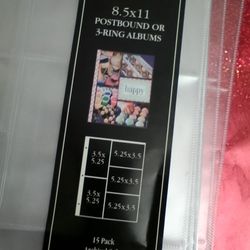 8.5x11
POSTBOUND OR
3-RING ALBUMS
happy
3.5x
5.25
5.25x3.5
5.25x3.5
3.5x
5.25
5.25x3.5
15 Pack